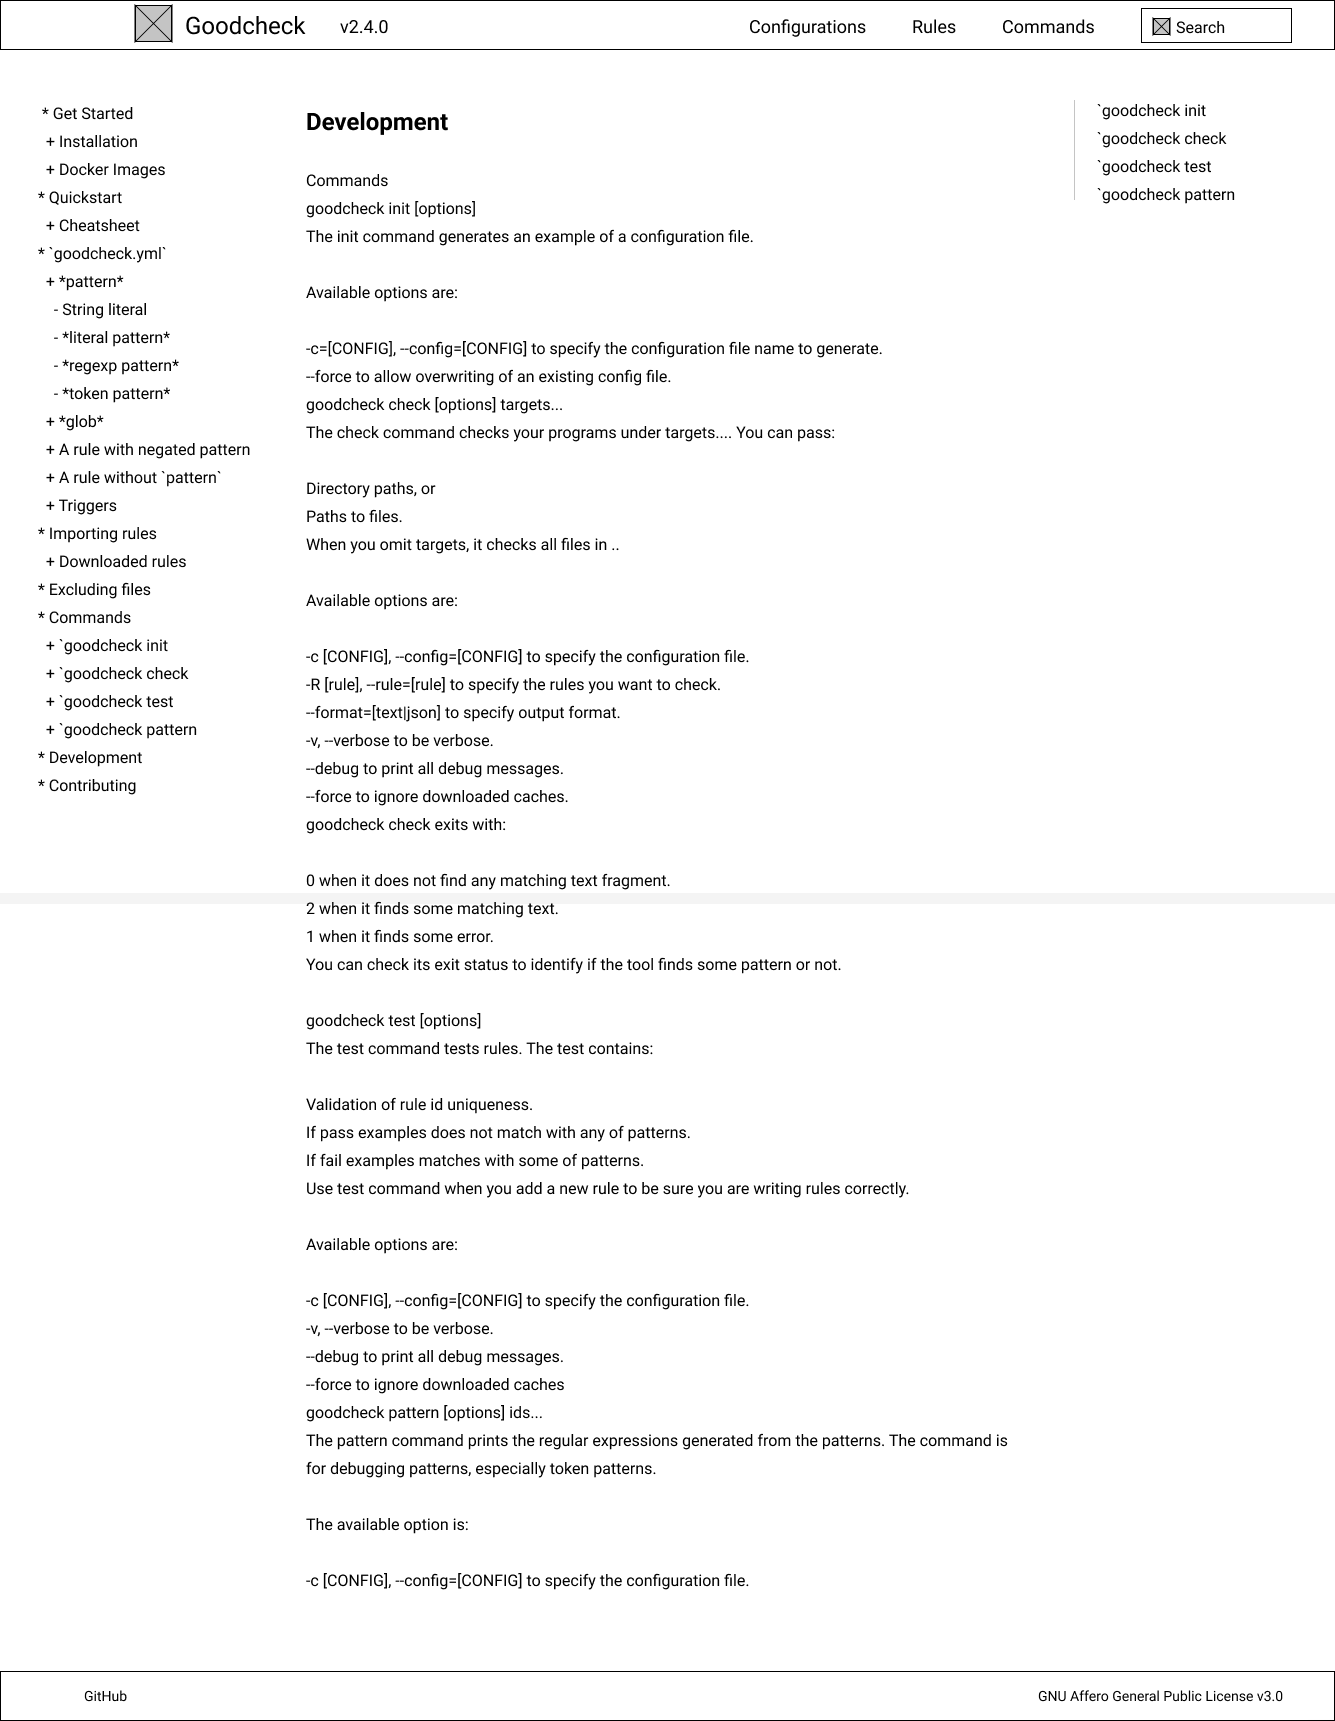 Goodcheck v2.4.0 Configurations Rules Commands Search
* Get Started
+ Installation
+ Docker Images
* Quickstart
+ Cheatsheet
* `goodcheck.yml`
+ *pattern*
- String literal
- *literal pattern*
- *regexp pattern*
- *token pattern*
+ *glob*
+ A rule with negated pattern
+ A rule without `pattern`
+ Triggers
* Importing rules
+ Downloaded rules
* Excluding files
* Commands
+ `goodcheck init
+ `goodcheck check
+ `goodcheck test
+ `goodcheck pattern
* Development
* Contributing
Development
Commands
goodcheck init [options]
The init command generates an example of a configuration file.
Available options are:
-c=[CONFIG], --config=[CONFIG] to specify the configuration file name to generate.
--force to allow overwriting of an existing config file.
goodcheck check [options] targets...
The check command checks your programs under targets.... You can pass:
Directory paths, or
Paths to files.
When you omit targets, it checks all files in ..
Available options are:
-c [CONFIG], --config=[CONFIG] to specify the configuration file.
-R [rule], --rule=[rule] to specify the rules you want to check.
--format=[text|json] to specify output format.
-v, --verbose to be verbose.
--debug to print all debug messages.
--force to ignore downloaded caches.
goodcheck check exits with:
0 when it does not find any matching text fragment.
2 when it finds some matching text.
1 when it finds some error.
You can check its exit status to identify if the tool finds some pattern or not.
goodcheck test [options]
The test command tests rules. The test contains:
Validation of rule id uniqueness.
If pass examples does not match with any of patterns.
If fail examples matches with some of patterns.
Use test command when you add a new rule to be sure you are writing rules correctly.
Available options are:
-c [CONFIG], --config=[CONFIG] to specify the configuration file.
-v, --verbose to be verbose.
--debug to print all debug messages.
--force to ignore downloaded caches
goodcheck pattern [options] ids...
The pattern command prints the regular expressions generated from the patterns. The command is
for debugging patterns, especially token patterns.
The available option is:
-c [CONFIG], --config=[CONFIG] to specify the configuration file.
`goodcheck init
`goodcheck check
`goodcheck test
`goodcheck pattern
GitHub GNU Affero General Public License v3.0